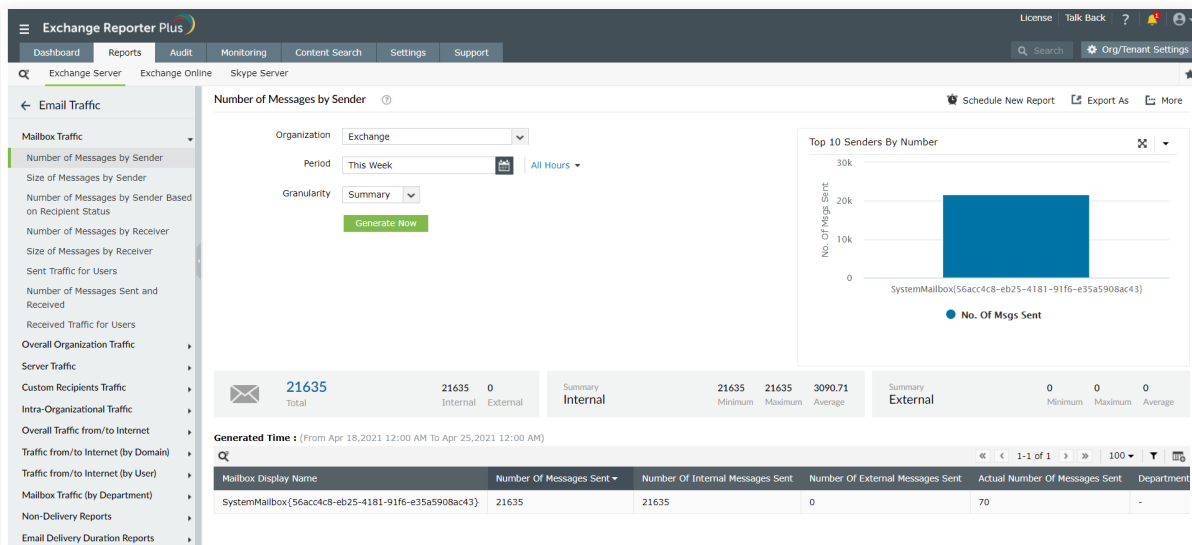 Exchange Reporter Plus
License Talk Back ?
Dashboard Reports Audit Monitoring Content Search Settings Support
Search Org/Tenant Settings
Exchange Server Exchange Online Skype Server
Email Traffic
Mailbox Traffic
Number of Messages by Sender
Size of Messages by Sender
Number of Messages by Sender Based
on Recipient Status
Number of Messages by Receiver
Size of Messages by Receiver
Sent Traffic for Users
Number of Messages Sent and
Received
Received Traffic for Users
Overall Organization Traffic
Server Traffic
Custom Recipients Traffic
Intra-Organizational Traffic
Overall Traffic from/to Internet
Traffic from/to Internet (by Domain)
Traffic from/to Internet (by User)
Mailbox Traffic (by Department)
Non-Delivery Reports
Email Delivery Duration Reports
Number of Messages by Sender ?
Schedule New Report Export As More
Organization Exchange
Period This Week All Hours
Granularity Summary
Generate Now
Top 10 Senders By Number
30k
20k
10k
0
No. Of Msgs Sent
SystemMailbox{56acc4c8-eb25-4181-91f6-e35a5908ac43}
No. Of Msgs Sent
21635 21635 0
Total Internal External
Summary 21635 21635 3090.71
Internal Minimum Maximum Average
Summary 0 0 0
External Minimum Maximum Average
Generated Time : (From Apr 18,2021 12:00 AM To Apr 25,2021 12:00 AM)
1-1 of 1 100
Mailbox Display Name Number Of Messages Sent Number Of Internal Messages Sent Number Of External Messages Sent Actual Number Of Messages Sent Department
SystemMailbox{56acc4c8-eb25-4181-91f6-e35a5908ac43} 21635 21635 0 70 -